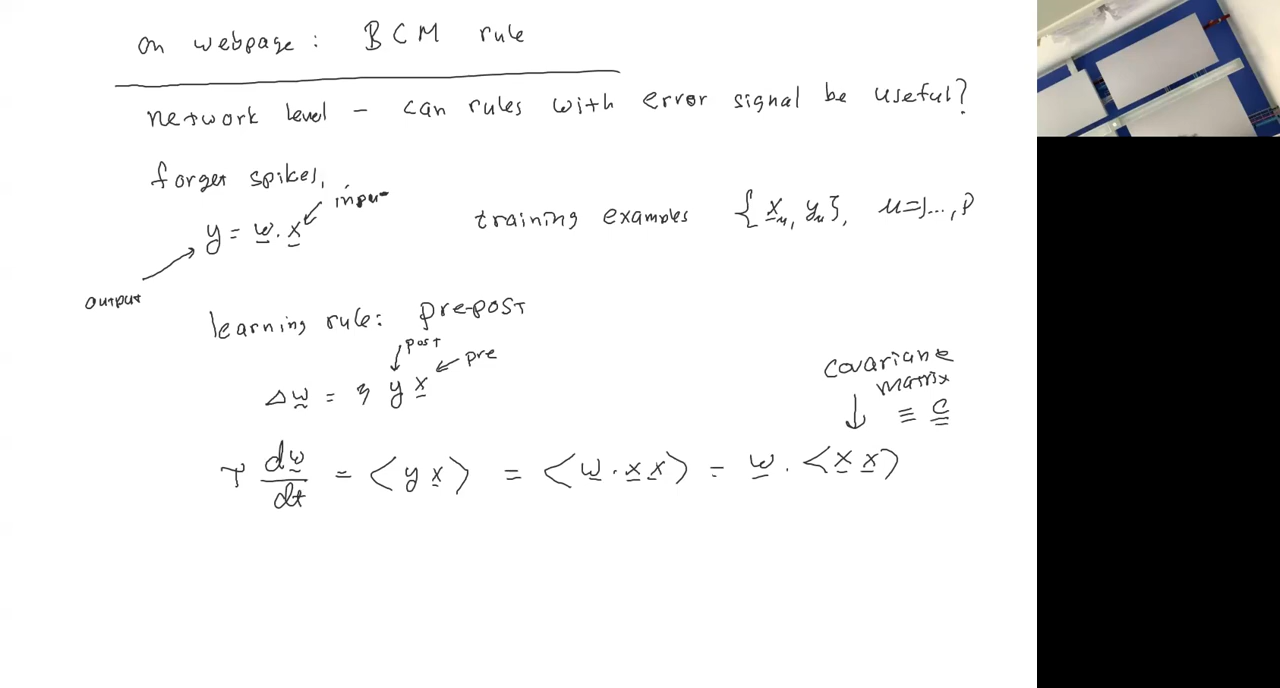 on webpage: BCM rule
network level - can rules with error signal be useful?
forget spikes,
input
y = w · x
training examples {x_μ, y_μ}, μ=1...,P
output
learning rule: pre-post
post
pre
Δw = η y x
covariance
matrix
≡ C
τ dw/dt = <y x> = <w · x x> = w · <x x>